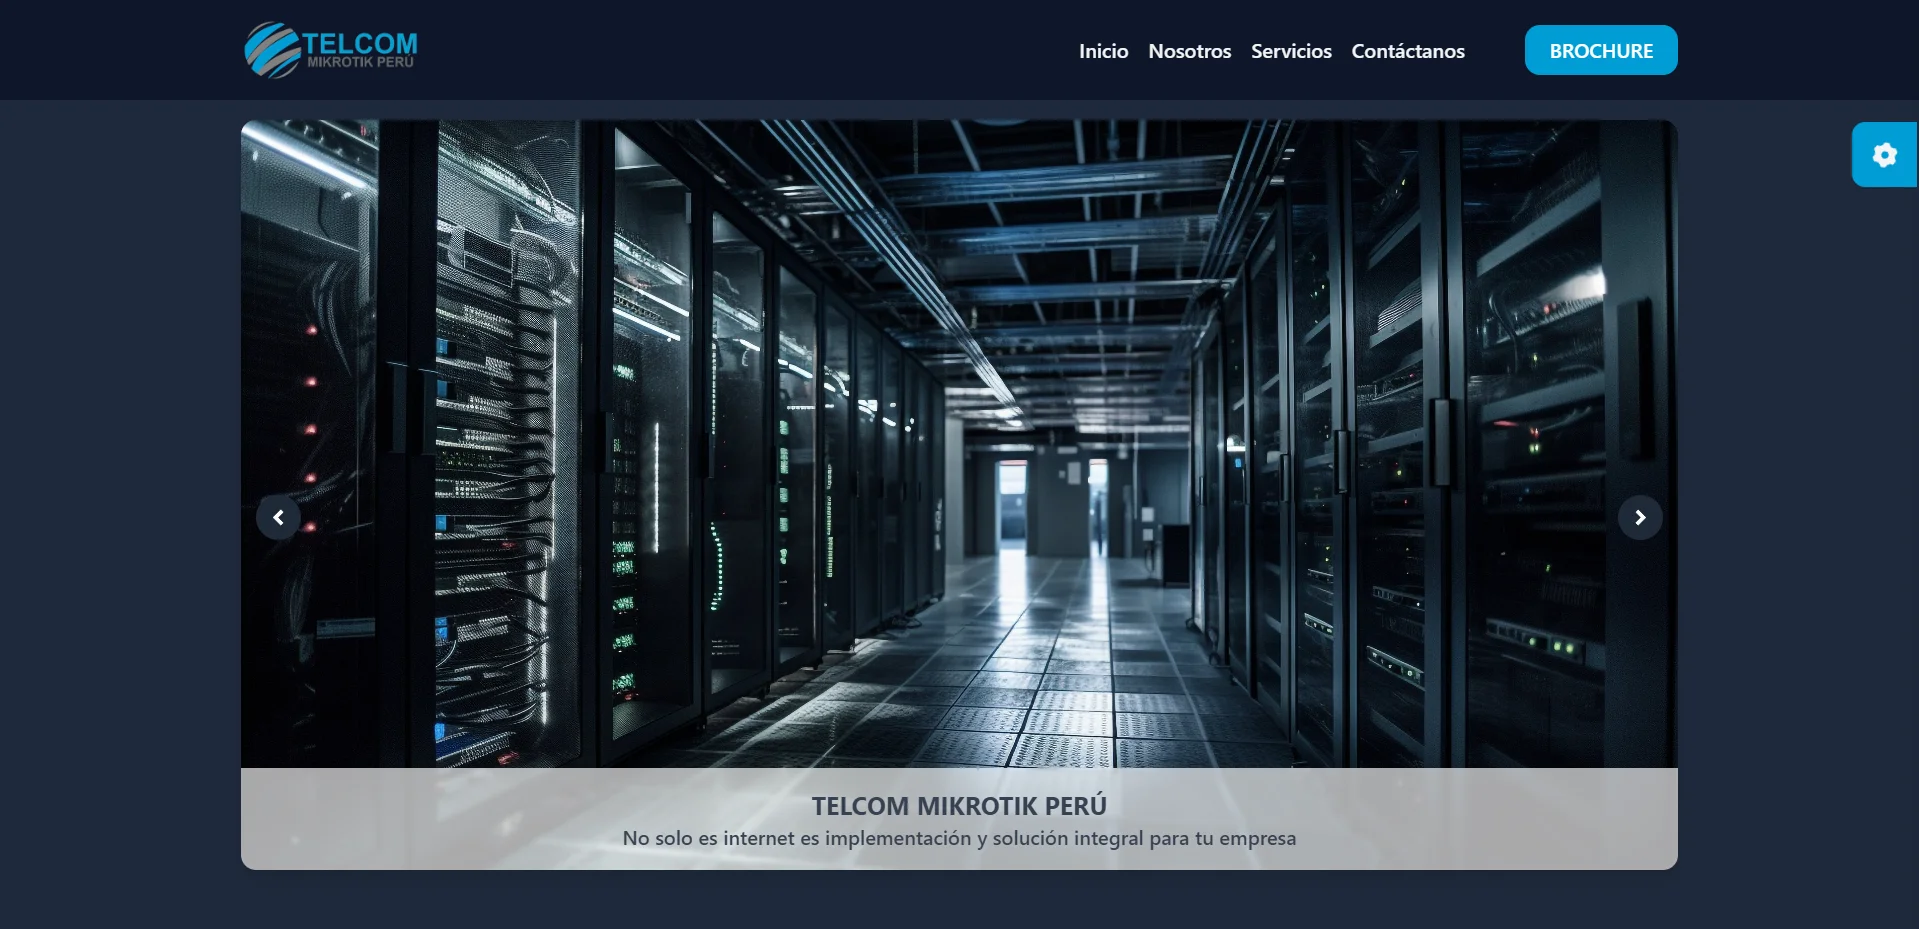 TELCOM
MIKROTIK PERÚ
Inicio Nosotros Servicios Contáctanos BROCHURE
TELCOM MIKROTIK PERÚ
No solo es internet es implementación y solución integral para tu empresa